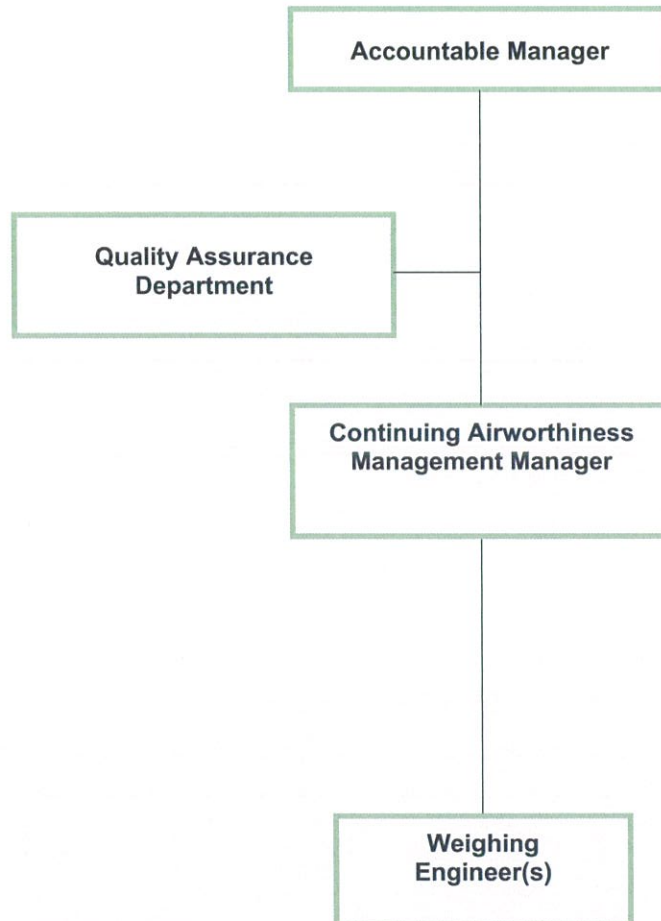 Accountable Manager
Quality Assurance
Department
Continuing Airworthiness
Management Manager
Weighing
Engineer(s)